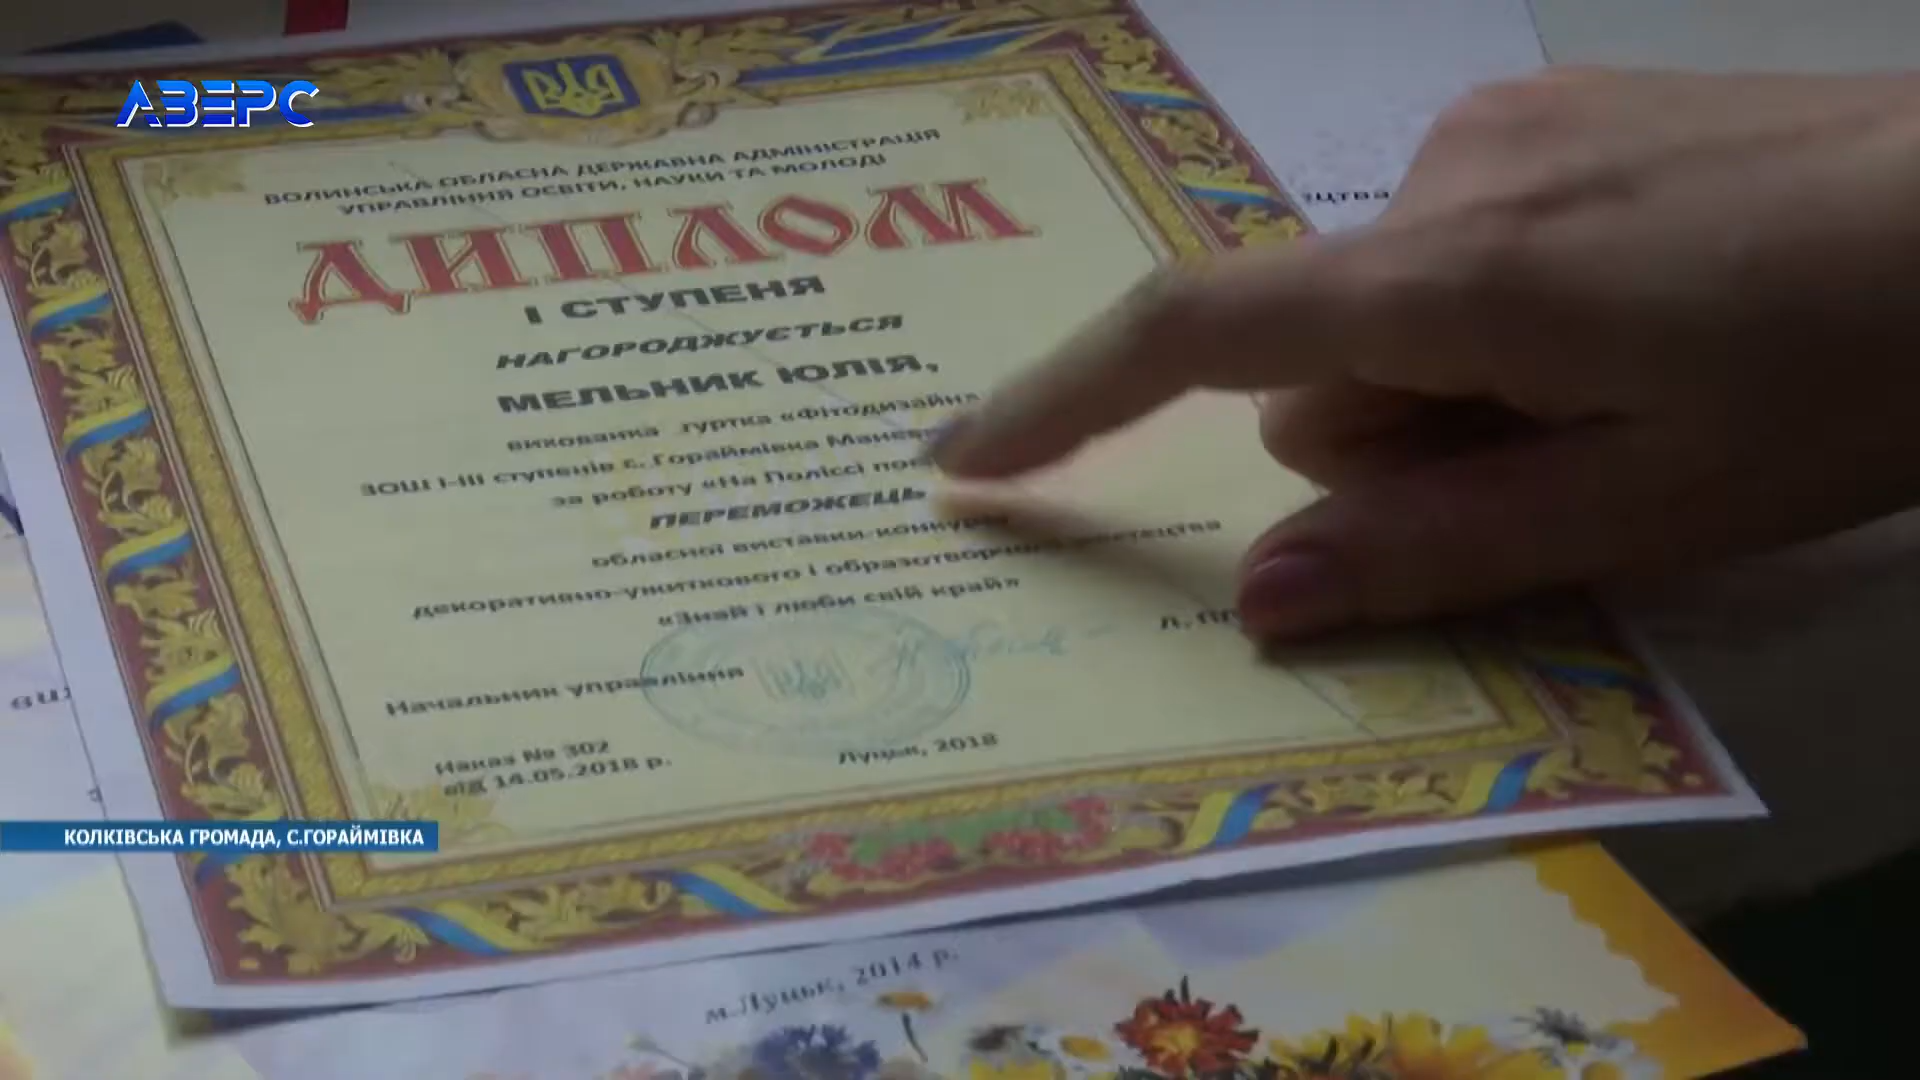 АВЕРС
ВОЛИНСЬКА ОБЛАСНА ДЕРЖАВНА АДМІНІСТРАЦІЯ
УПРАВЛІННЯ ОСВІТИ, НАУКИ ТА МОЛОДІ
ДИПЛОМ
І СТУПЕНЯ
НАГОРОДЖУЄТЬСЯ
МЕЛЬНИК ЮЛІЯ,
вихованка гуртка «Фітодизайн»
ЗОШ І-ІІІ ступенів с. Гораймівка
за роботу «На Поліссі
ПЕРЕМОЖЕЦЬ
обласної виставки-конкурсу
декоративно-ужиткового і образотворчого мистецтва
«Знай і люби свій край»
Начальник управління
Наказ № 302
від 14.05.2018 р.
Луцьк, 2018
КОЛКІВСЬКА ГРОМАДА, С.ГОРАЙМІВКА
м.Луцьк, 2014 р.